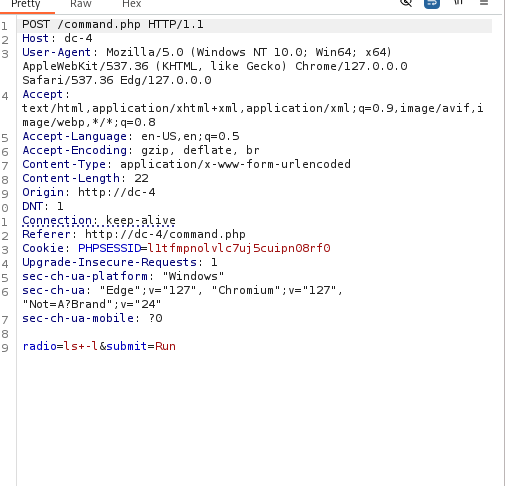 Pretty Raw Hex
1 POST /command.php HTTP/1.1
2 Host: dc-4
3 User-Agent: Mozilla/5.0 (Windows NT 10.0; Win64; x64)
AppleWebKit/537.36 (KHTML, like Gecko) Chrome/127.0.0.0
Safari/537.36 Edg/127.0.0.0
4 Accept:
text/html,application/xhtml+xml,application/xml;q=0.9,image/avif,i
mage/webp,*/*;q=0.8
5 Accept-Language: en-US,en;q=0.5
6 Accept-Encoding: gzip, deflate, br
7 Content-Type: application/x-www-form-urlencoded
8 Content-Length: 22
9 Origin: http://dc-4
0 DNT: 1
1 Connection: keep-alive
2 Referer: http://dc-4/command.php
3 Cookie: PHPSESSID=l1tfmpnolvlc7uj5cuipn08rf0
4 Upgrade-Insecure-Requests: 1
5 sec-ch-ua-platform: "Windows"
6 sec-ch-ua: "Edge";v="127", "Chromium";v="127",
"Not=A?Brand";v="24"
7 sec-ch-ua-mobile: ?0
8
9 radio=ls+-l&submit=Run